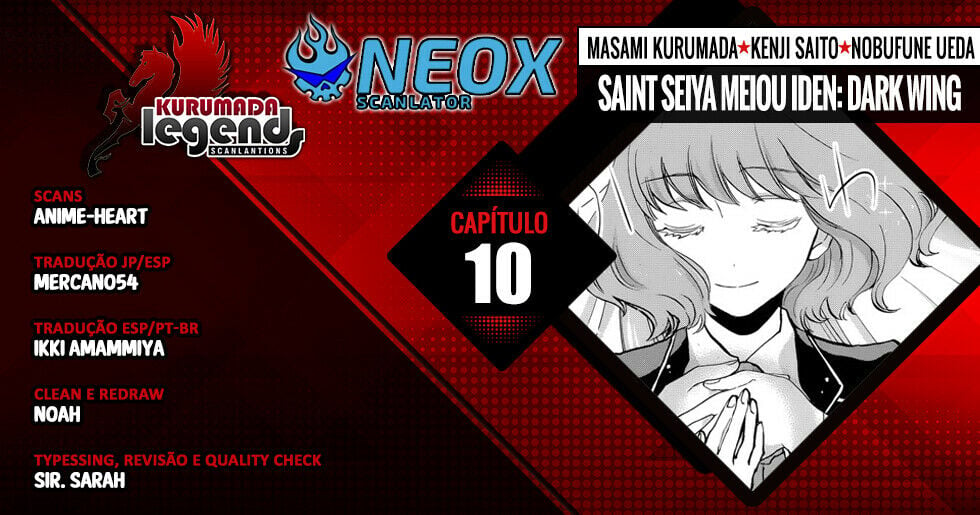 KURUMADA
legends
SCANLANTIONS
NEOX
SCANLATOR
MASAMI KURUMADA★KENJI SAITO★NOBUFUNE UEDA
SAINT SEIYA MEIOU IDEN: DARK WING
SCANS
ANIME-HEART
TRADUÇÃO JP/ESP
MERCANO54
TRADUÇÃO ESP/PT-BR
IKKI AMAMMIYA
CLEAN E REDRAW
NOAH
TYPESSING, REVISÃO E QUALITY CHECK
SIR. SARAH
CAPÍTULO
10